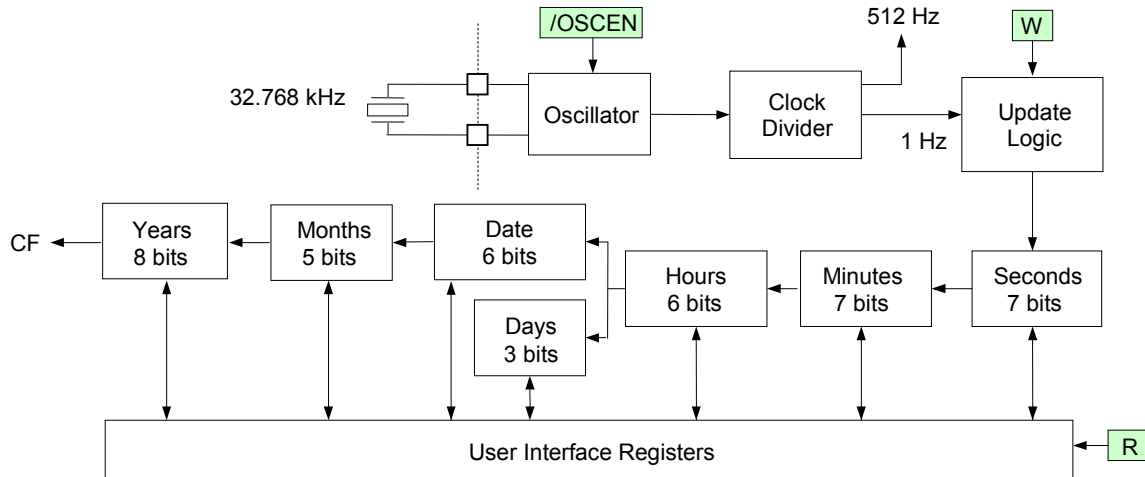 /OSCEN
512 Hz
W
32.768 kHz
Oscillator
Clock
Divider
1 Hz
Update
Logic
CF
Years
8 bits
Months
5 bits
Date
6 bits
Days
3 bits
Hours
6 bits
Minutes
7 bits
Seconds
7 bits
User Interface Registers
R